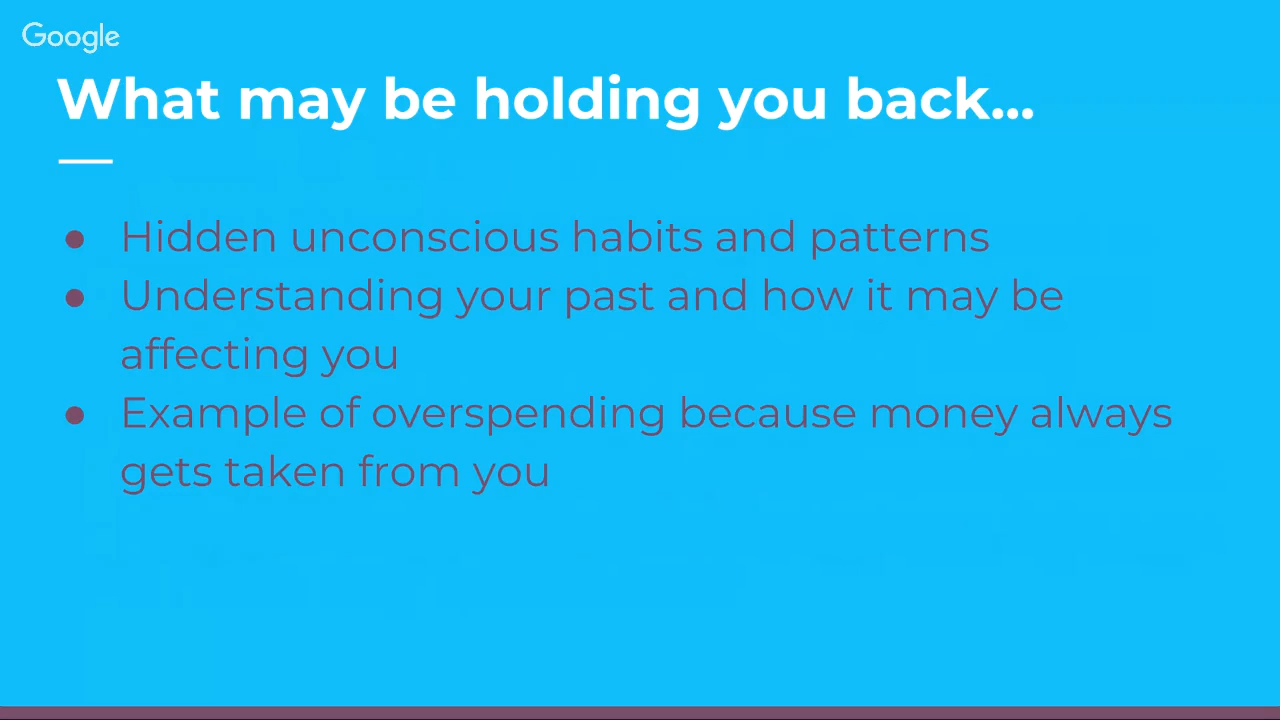 Google
What may be holding you back...
● Hidden unconscious habits and patterns
● Understanding your past and how it may be
affecting you
● Example of overspending because money always
gets taken from you